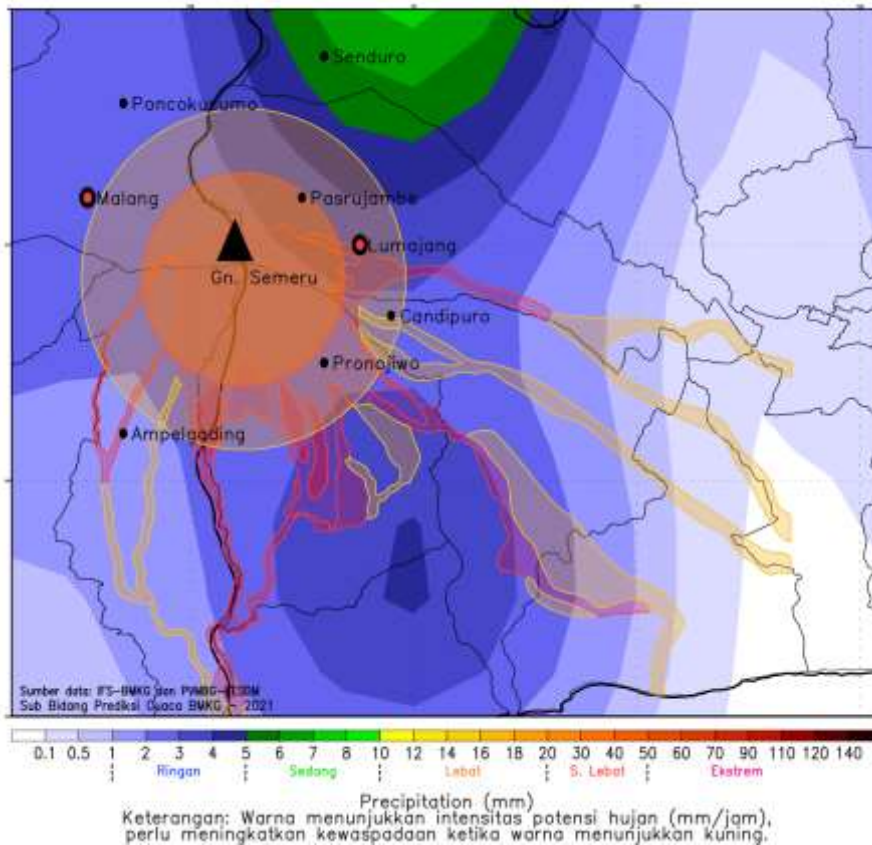 Senduro
Poncokusumo
Malang
Pasrujambe
Lumajang
Gn. Semeru
Candipuro
Pronojiwo
Ampelgading
Sumber data: IFS-BMKG dan PVMBG-ESDM
Sub Bidang Prediksi Cuaca BMKG - 2021
0.1 0.5 1 2 3 4 5 6 7 8 10 12 14 16 18 20 30 40 50 60 70 90 110 120 140
Ringan Sedang Lebat S. Lebat Ekstrem
Precipitation (mm)
Keterangan: Warna menunjukkan intensitas potensi hujan (mm/jam),
perlu meningkatkan kewaspadaan ketika warna menunjukkan kuning.